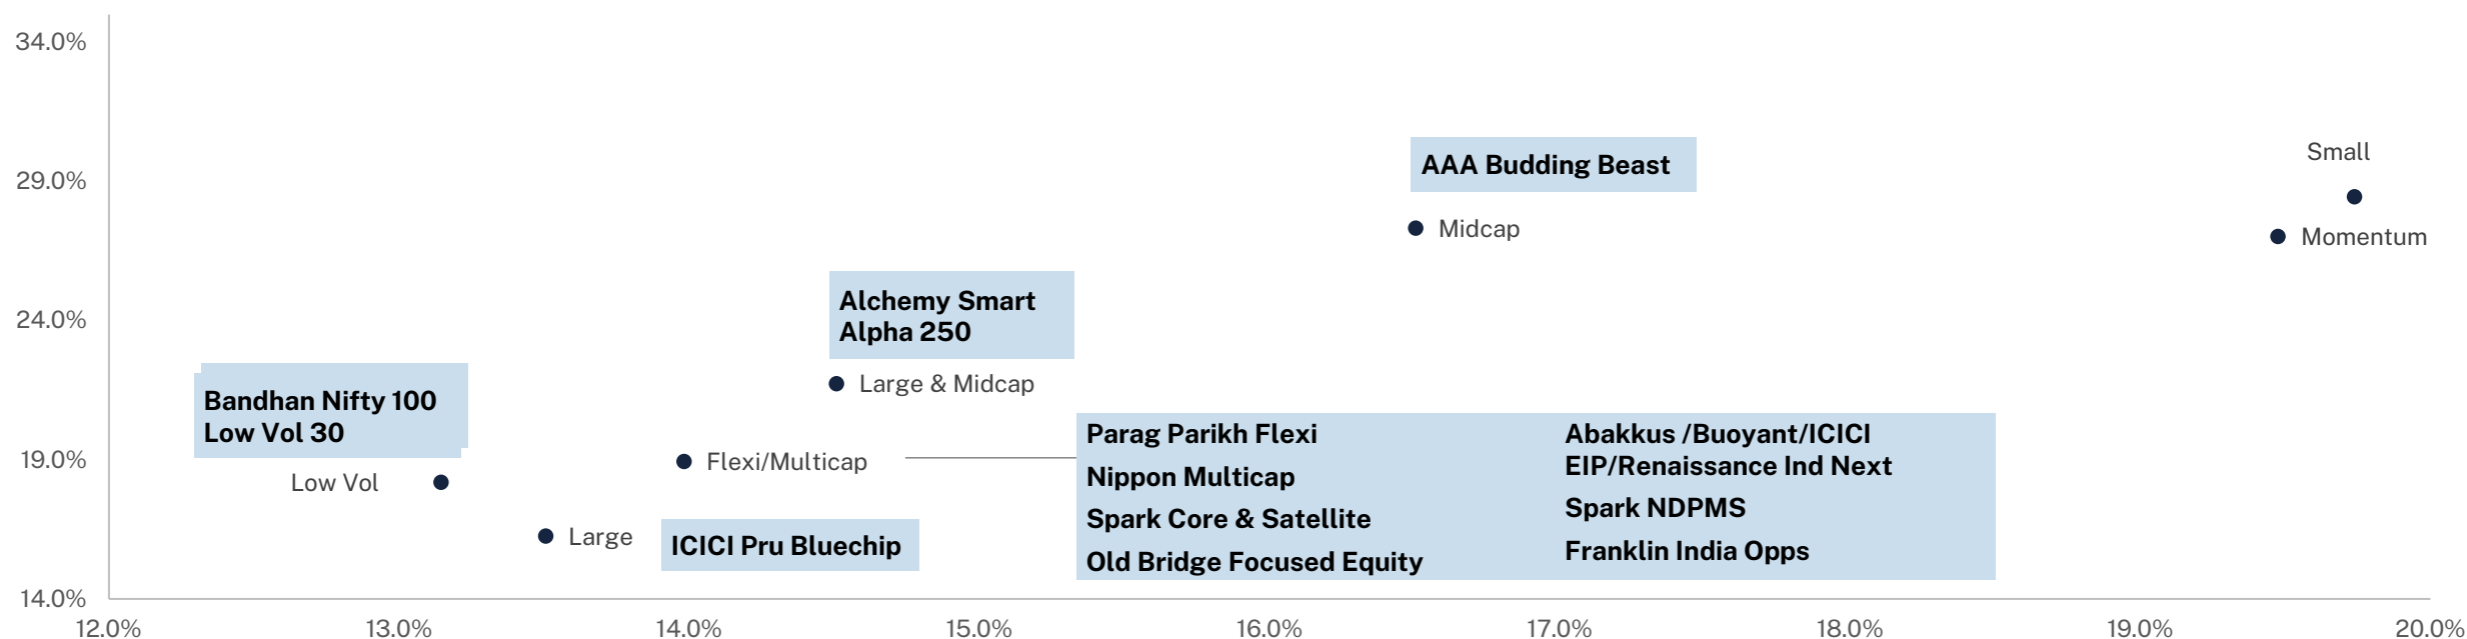 34.0%
Small
29.0%
AAA Budding Beast
Midcap
Momentum
Alchemy Smart
Alpha 250
24.0%
Large & Midcap
Bandhan Nifty 100
Low Vol 30
19.0%
Flexi/Multicap
Low Vol
Large
ICICI Pru Bluechip
Parag Parikh Flexi
Nippon Multicap
Spark Core & Satellite
Old Bridge Focused Equity
Abakkus /Buoyant/ICICI
EIP/Renaissance Ind Next
Spark NDPMS
Franklin India Opps
14.0%
12.0% 13.0% 14.0% 15.0% 16.0% 17.0% 18.0% 19.0% 20.0%